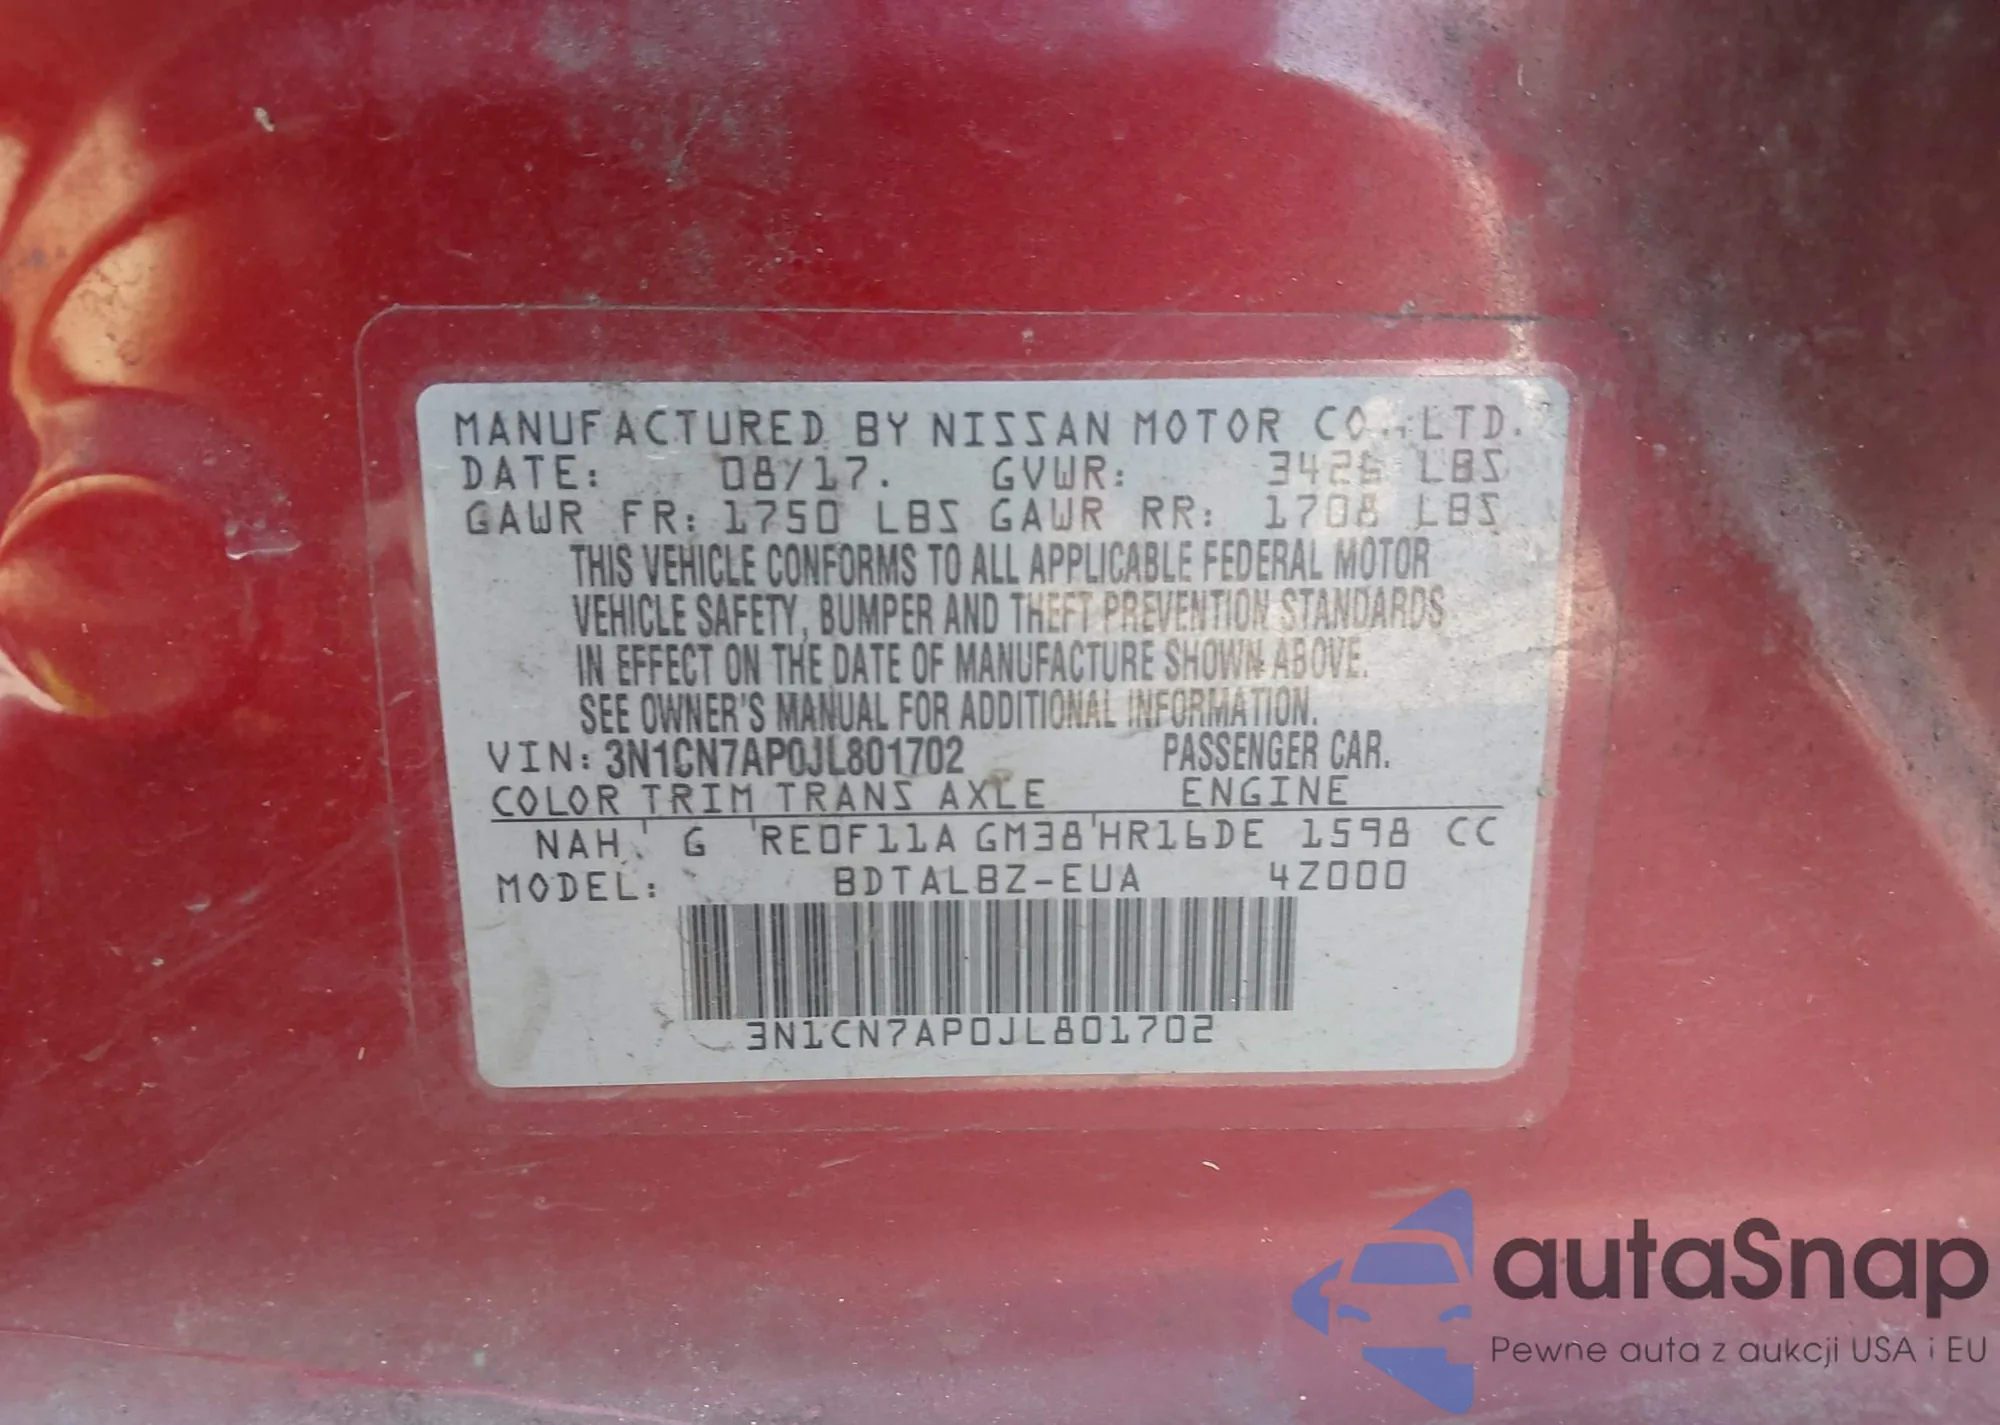 MANUFACTURED BY NISSAN MOTOR CO., LTD.
DATE: 08/17. GVWR: 3426 LBS
GAWR FR: 1750 LBS GAWR RR: 1708 LBS
THIS VEHICLE CONFORMS TO ALL APPLICABLE FEDERAL MOTOR
VEHICLE SAFETY, BUMPER AND THEFT PREVENTION STANDARDS
IN EFFECT ON THE DATE OF MANUFACTURE SHOWN ABOVE.
SEE OWNER'S MANUAL FOR ADDITIONAL INFORMATION.
VIN: 3N1CN7AP0JL801702 PASSENGER CAR.
COLOR TRIM TRANS AXLE ENGINE
NAH G RE0F11A GM38 HR16DE 1598 CC
MODEL: BDTALBZ-EUA 4Z000
3N1CN7AP0JL801702
autaSnap
Pewne auta z aukcji USA i EU